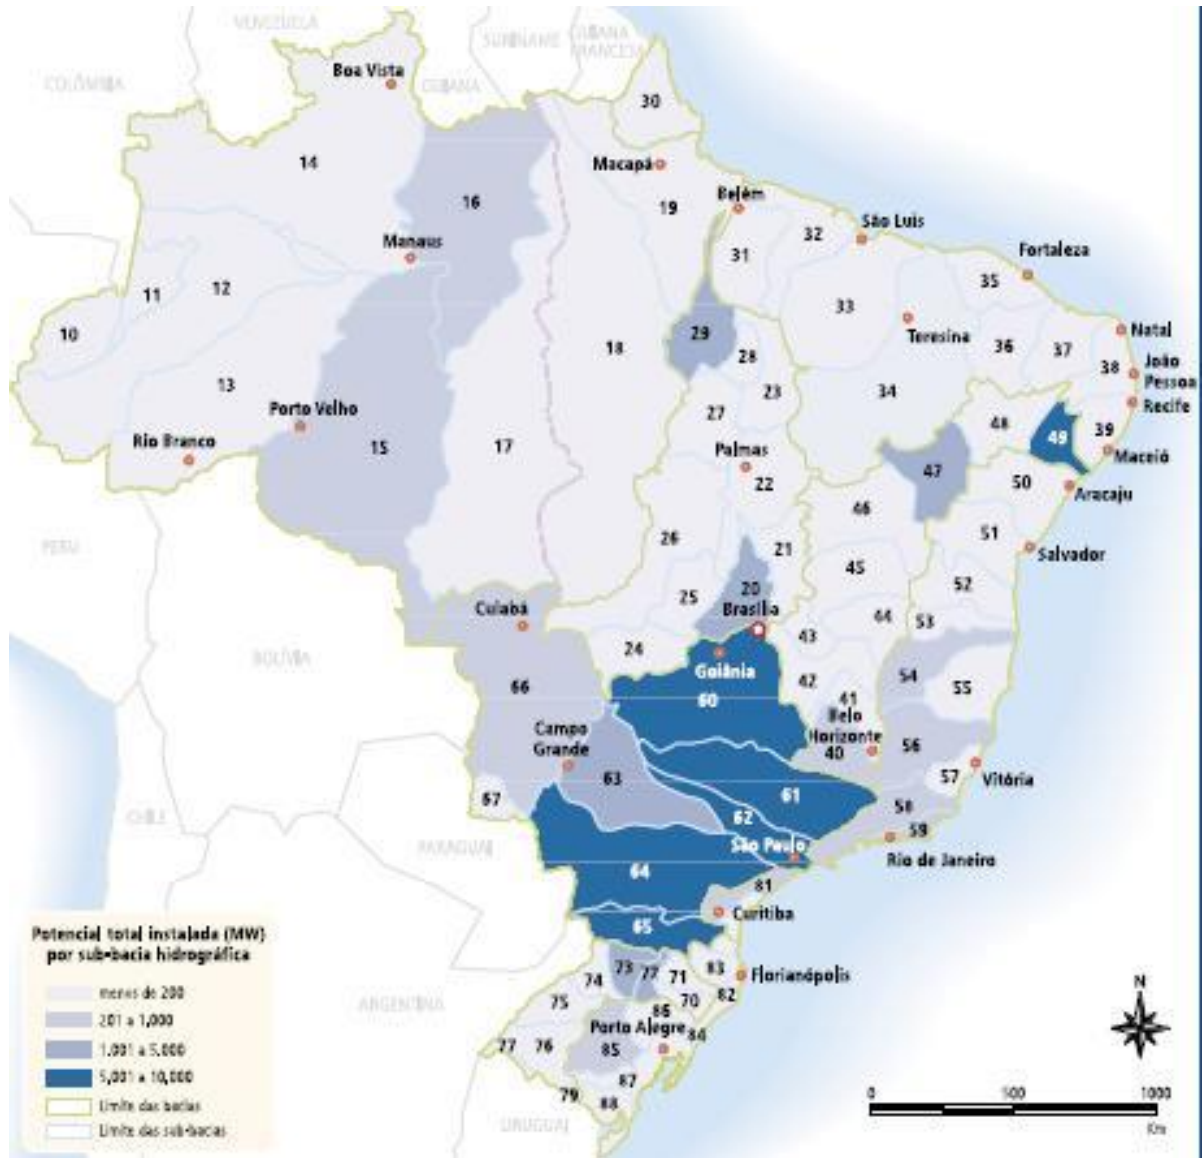 VENEZUELA
SURINAME
GUIANA
FRANCESA
COLÔMBIA
Boa Vista
GUIANA
30
14
Macapá
16
19
Belém
32
São Luis
Manaus
31
Fortaleza
35
11
12
10
33
29
18
Teresina
Natal
28
36
37
38
João
Pessoa
13
23
34
Recife
Porto Velho
27
48
49
39
Rio Branco
15
17
Palmas
47
Maceió
22
50
Aracaju
46
26
21
51
Salvador
PERU
45
52
20
25
Cuiabá
Brasília
44
53
43
24
BOLÍVIA
Goiânia
66
60
42
54
55
41
Belo
Horizonte
Campo
Grande
40
56
63
61
57
Vitória
67
62
58
59
CHILE
PARAGUAI
São Paulo
Rio de Janeiro
64
81
65
Curitiba
Potencial total instalada (MW)
por sub-bacia hidrográfica
menos de 200
201 a 1,000
1,001 a 5,000
5,001 a 10,000
Limite das bacias
Limite das sub-bacias
73
77
71
83
Florianópolis
74
ARGENTINA
75
70
82
86
Porto Alegre
84
77
76
85
87
79
88
URUGUAI
N
0
500
1000
Km